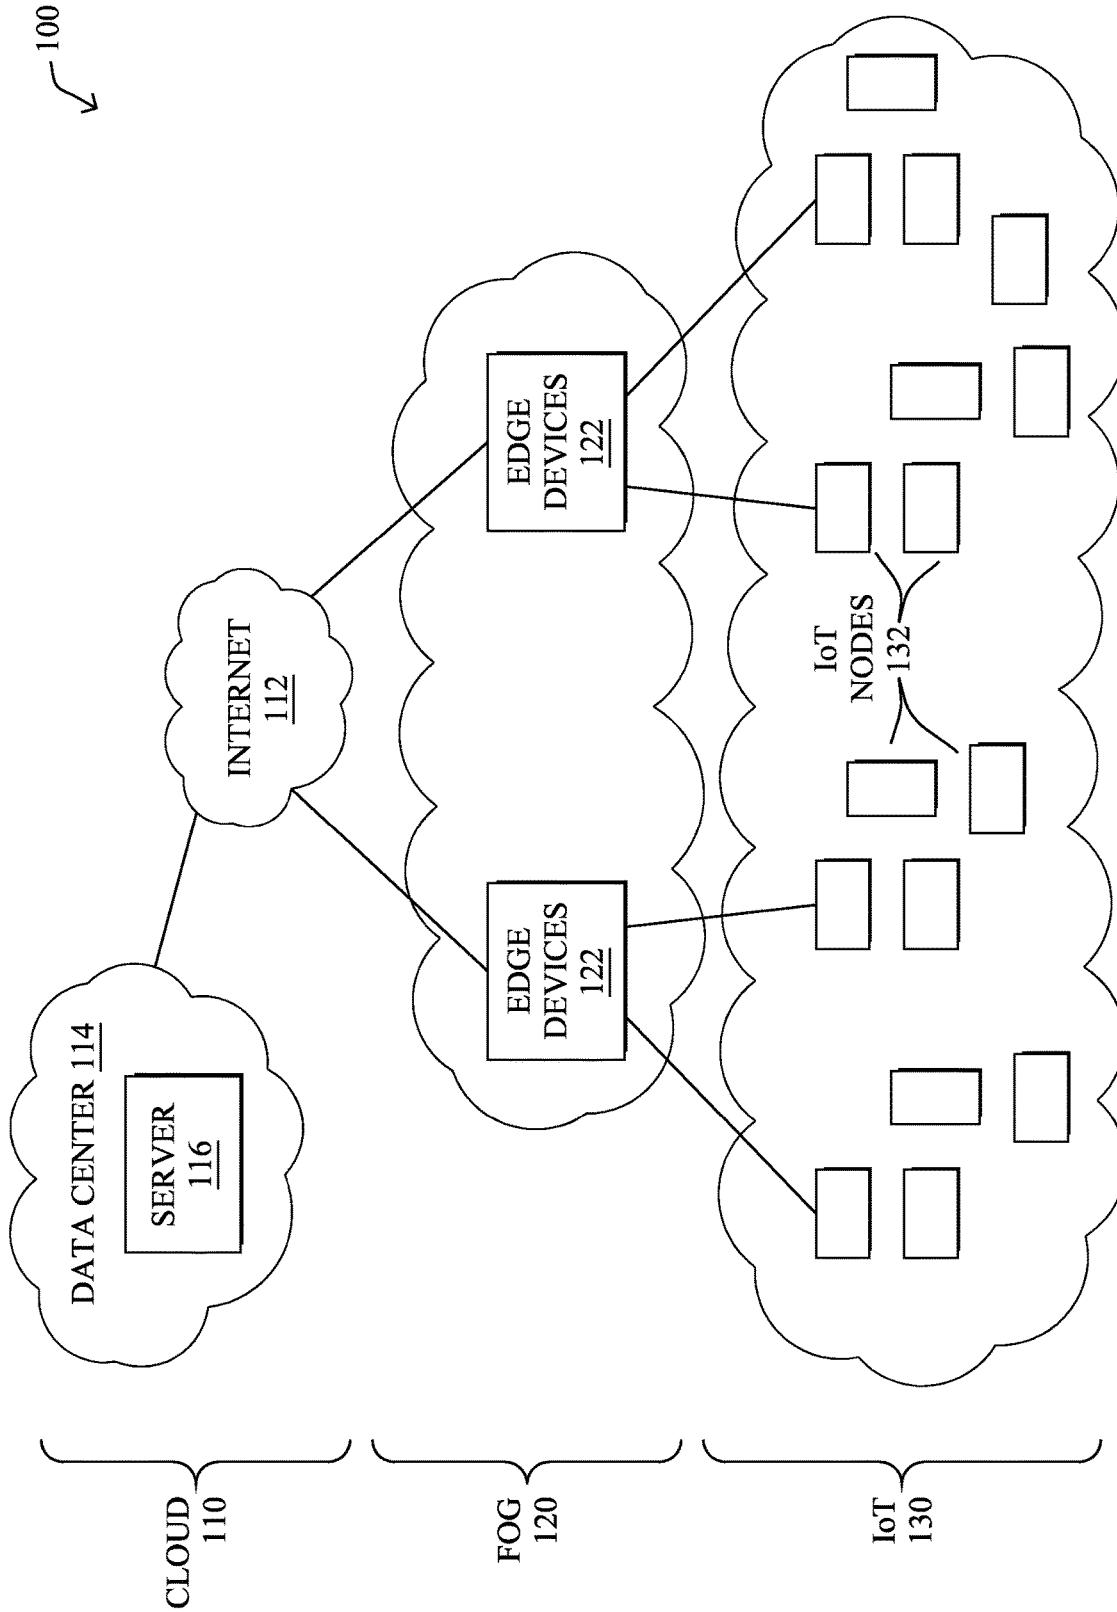 100
CLOUD
110
DATA CENTER 114
SERVER
116
INTERNET
112
FOG
120
EDGE
DEVICES
122
EDGE
DEVICES
122
IoT
130
IoT
NODES
132